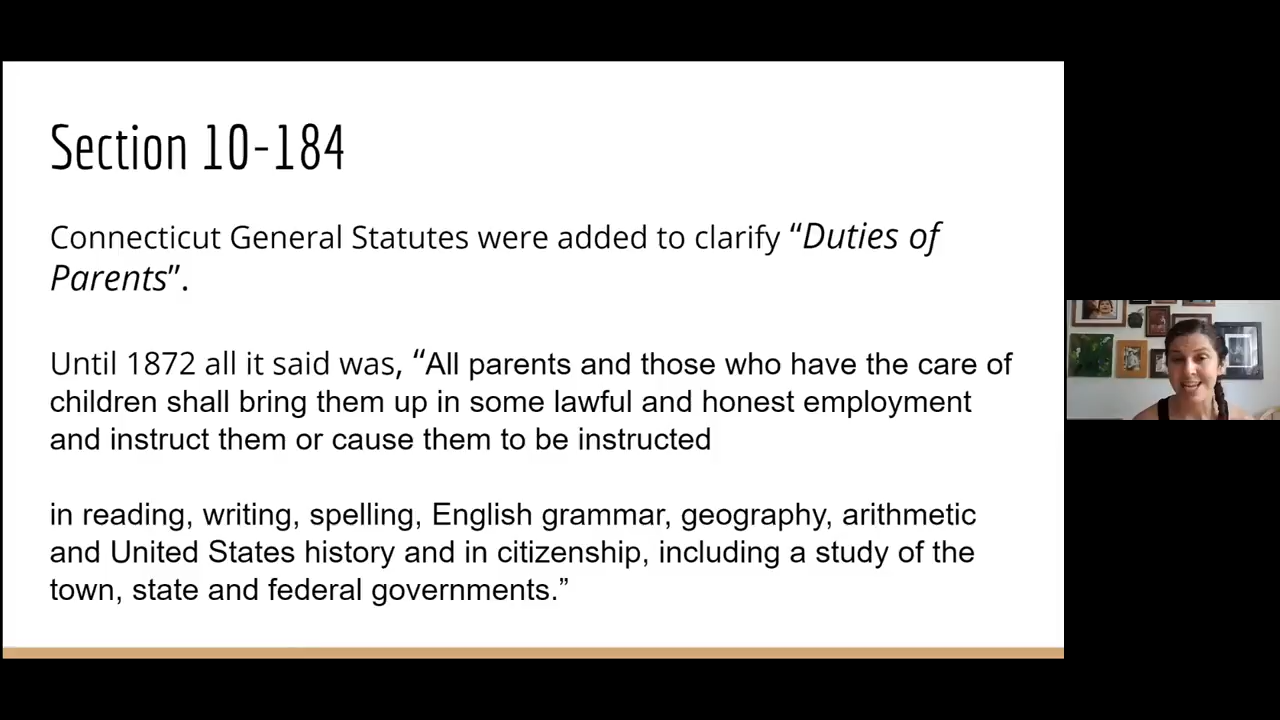 Section 10-184
Connecticut General Statutes were added to clarify “Duties of
Parents”.
Until 1872 all it said was, “All parents and those who have the care of
children shall bring them up in some lawful and honest employment
and instruct them or cause them to be instructed
in reading, writing, spelling, English grammar, geography, arithmetic
and United States history and in citizenship, including a study of the
town, state and federal governments.”